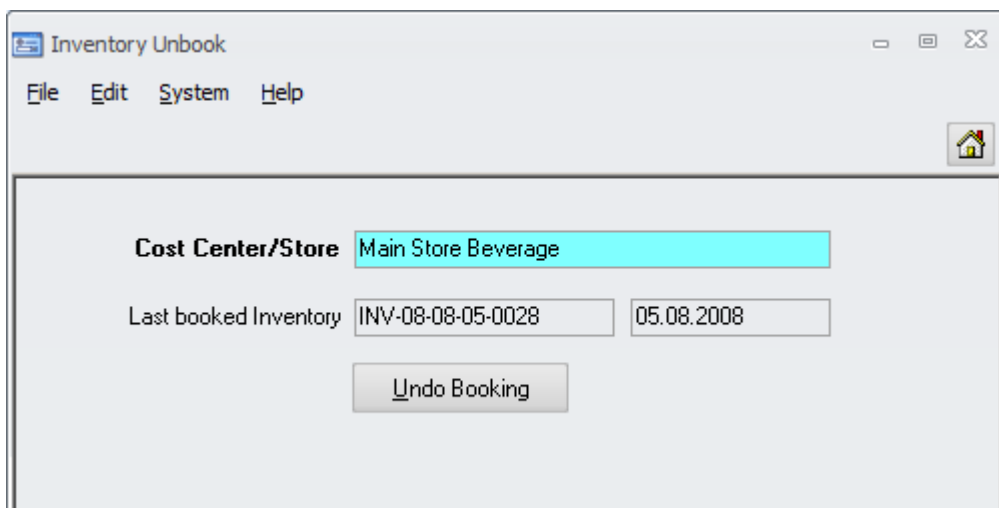 Inventory Unbook
File Edit System Help
Cost Center/Store Main Store Beverage
Last booked Inventory INV-08-08-05-0028 05.08.2008
Undo Booking